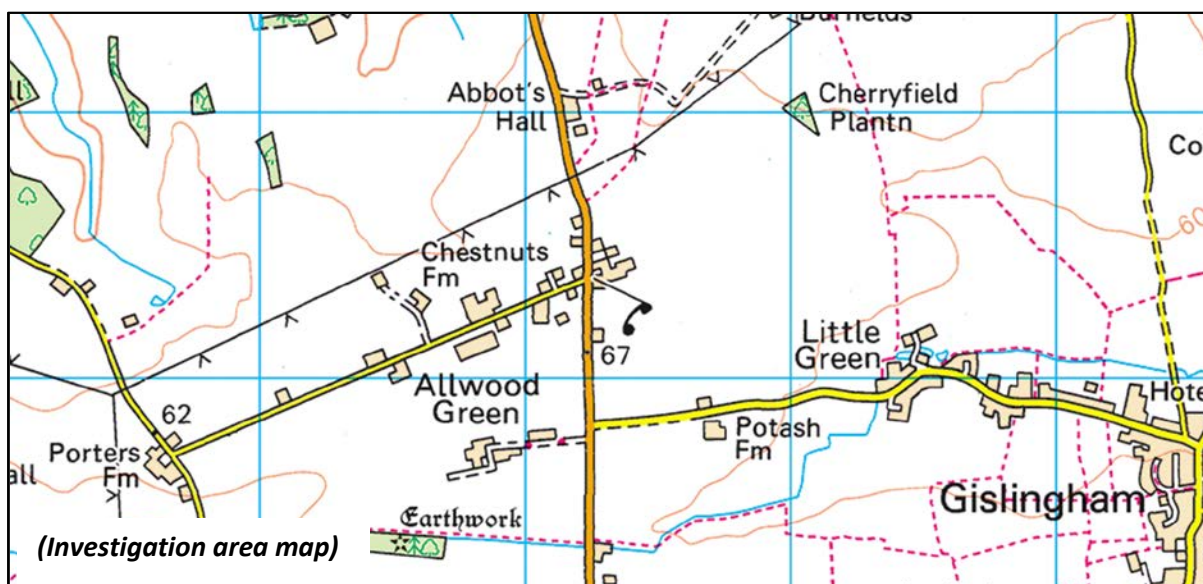 Abbot's
Hall
Cherryfield
Plantn
Co
60
Chestnuts
Fm
Little
Green
67
Allwood
Green
62
Hote
Potash
Fm
Porters
Fm
all
Gislingham
Earthwork
(Investigation area map)